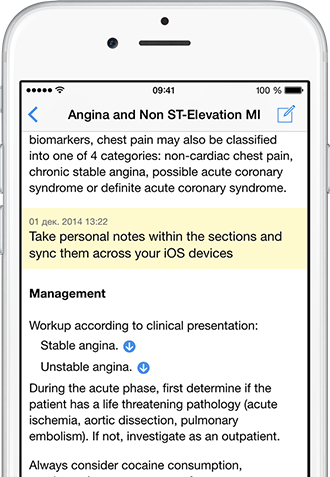 09:41
100 %
Angina and Non ST-Elevation MI
biomarkers, chest pain may also be classified
into one of 4 categories: non-cardiac chest pain,
chronic stable angina, possible acute coronary
syndrome or definite acute coronary syndrome.
01 дек. 2014 13:22
Take personal notes within the sections and
sync them across your iOS devices
Management
Workup according to clinical presentation:
Stable angina.
Unstable angina.
During the acute phase, first determine if the
patient has a life threatening pathology (acute
ischemia, aortic dissection, pulmonary
embolism). If not, investigate as an outpatient.
Always consider cocaine consumption,